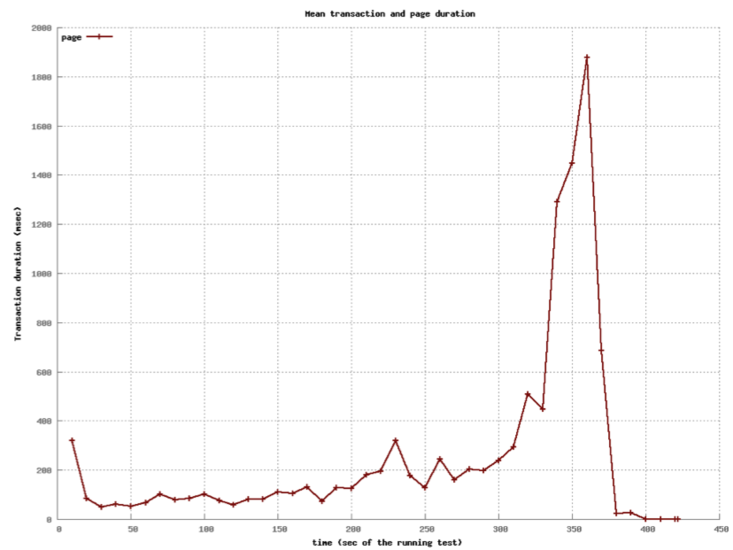 Mean transaction and page duration
page
2000
1800
1600
1400
1200
1000
800
600
400
200
0
Transaction duration (msec)
0 50 100 150 200 250 300 350 400 450
time (sec of the running test)